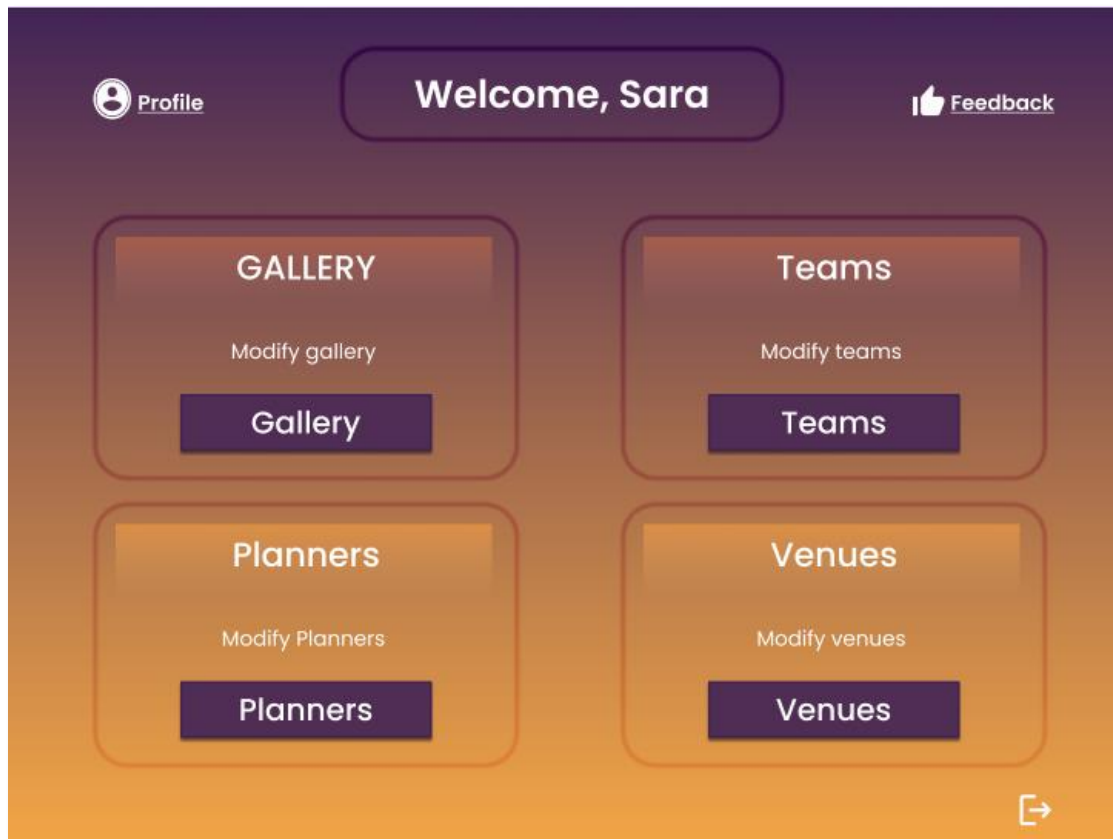 Profile
Welcome, Sara
Feedback
GALLERY
Modify gallery
Gallery
Teams
Modify teams
Teams
Planners
Modify Planners
Planners
Venues
Modify venues
Venues